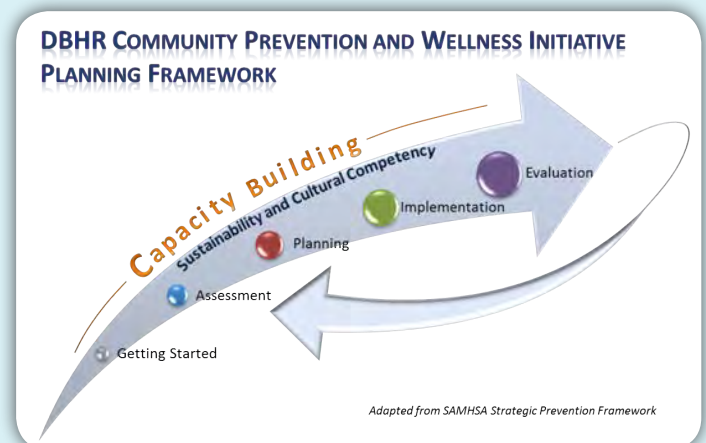 DBHR COMMUNITY PREVENTION AND WELLNESS INITIATIVE
PLANNING FRAMEWORK
Capacity Building
Sustainability and Cultural Competency
Evaluation
Implementation
Planning
Assessment
Getting Started
Adapted from SAMHSA Strategic Prevention Framework